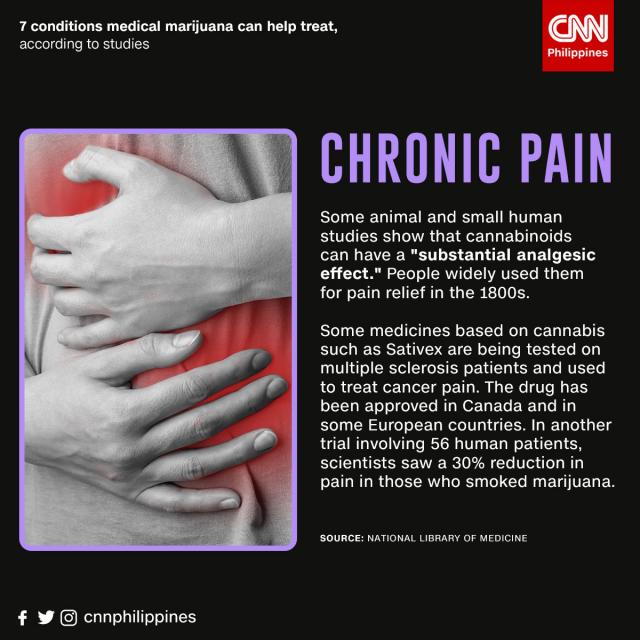 7 conditions medical marijuana can help treat,
according to studies
CNN
Philippines
CHRONIC PAIN
Some animal and small human
studies show that cannabinoids
can have a "substantial analgesic
effect." People widely used them
for pain relief in the 1800s.
Some medicines based on cannabis
such as Sativex are being tested on
multiple sclerosis patients and used
to treat cancer pain. The drug has
been approved in Canada and in
some European countries. In another
trial involving 56 human patients,
scientists saw a 30% reduction in
pain in those who smoked marijuana.
SOURCE: NATIONAL LIBRARY OF MEDICINE
cnnphilippines